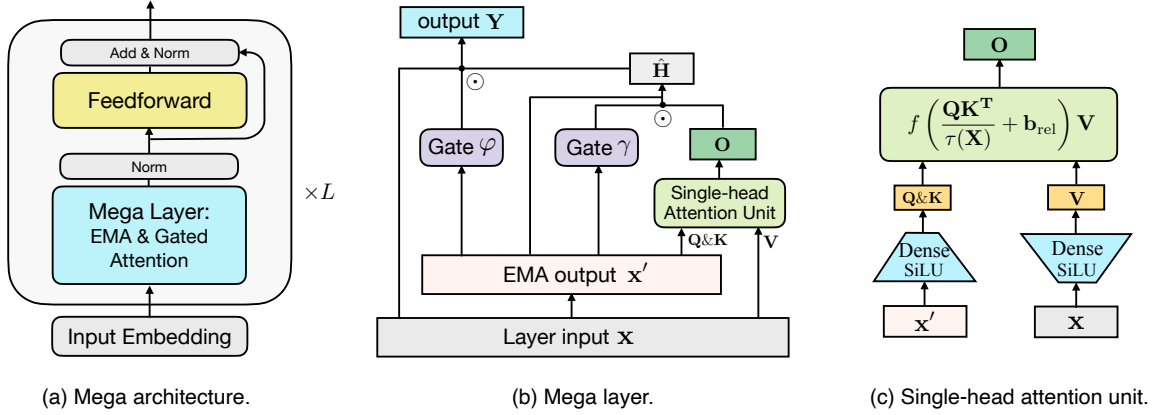 Add & Norm
Feedforward
Norm
Mega Layer:
EMA & Gated
Attention
×L
Input Embedding
(a) Mega architecture.
output Y
⊙
Ĥ
⊙
Gate φ
Gate γ
O
Single-head
Attention Unit
Q&K
V
EMA output x′
Layer input X
(b) Mega layer.
O
f(QK^T/τ(X) + b_rel) V
Q&K
V
Dense
SiLU
Dense
SiLU
x′
X
(c) Single-head attention unit.